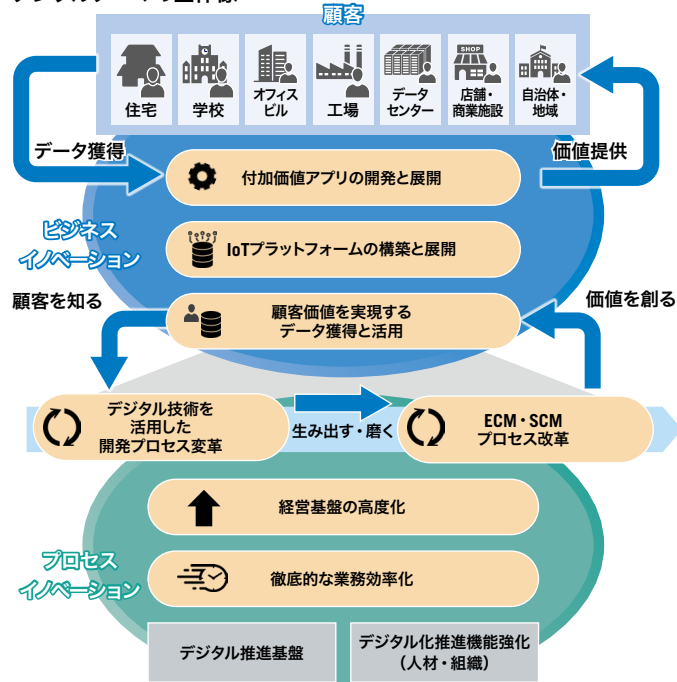 顧客
住宅
学校
オフィス
ビル
工場
データ
センター
SHOP
店舗・
商業施設
自治体・
地域
データ獲得
価値提供
付加価値アプリの開発と展開
ビジネス
イノベーション
IoTプラットフォームの構築と展開
顧客を知る
価値を創る
顧客価値を実現する
データ獲得と活用
デジタル技術を
活用した
開発プロセス変革
生み出す・磨く
ECM・SCM
プロセス改革
経営基盤の高度化
プロセス
イノベーション
徹底的な業務効率化
デジタル推進基盤
デジタル化推進機能強化
（人材・組織）